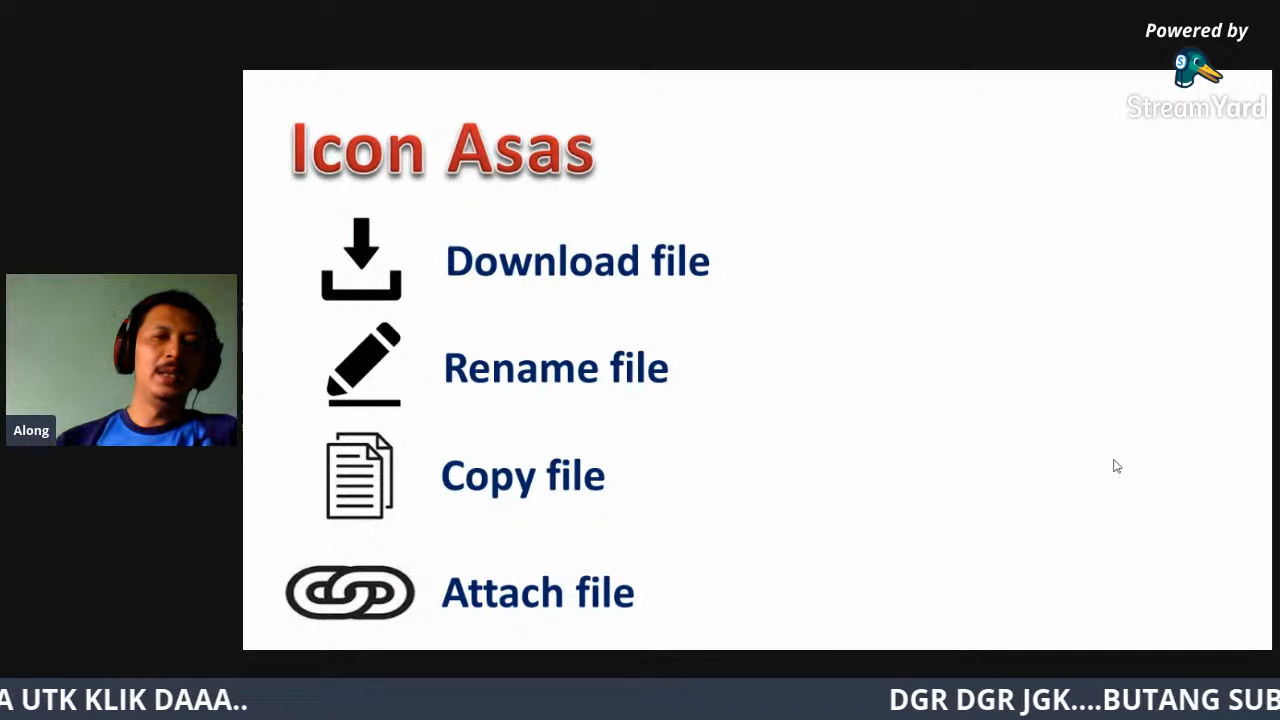 Powered by
StreamYard
Icon Asas
Download file
Rename file
Copy file
Attach file
Along
A UTK KLIK DAAA.. DGR DGR JGK....BUTANG SUB